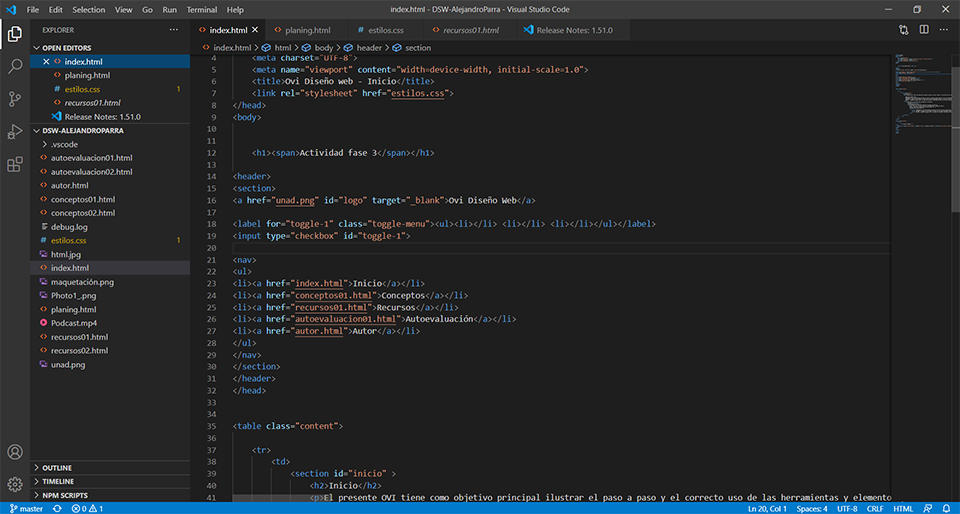 File Edit Selection View Go Run Terminal Help index.html - DSW-AlejandroParra - Visual Studio Code
EXPLORER ···
index.html planing.html # estilos.css recursos01.html Release Notes: 1.51.0
index.html > html > body > header > section
OPEN EDITORS
index.html
planing.html
# estilos.css 1
recursos01.html
Release Notes: 1.51.0
DSW-ALEJANDROPARRA
.vscode
autoevaluacion01.html
autoevaluacion02.html
autor.html
conceptos01.html
conceptos02.html
debug.log
# estilos.css 1
html.jpg
index.html
maquetación.png
Photo1_.png
planing.html
Podcast.mp4
recursos01.html
recursos02.html
unad.png
OUTLINE
TIMELINE
NPM SCRIPTS
4 <meta charset="UTF-8">
5 <meta name="viewport" content="width=device-width, initial-scale=1.0">
6 <title>Ovi Diseño web - Inicio</title>
7 <link rel="stylesheet" href="estilos.css">
8 </head>
9 <body>
10
11
12 <h1><span>Actividad fase 3</span></h1>
13
14 <header>
15 <section>
16 <a href="unad.png" id="logo" target="_blank">Ovi Diseño Web</a>
17
18 <label for="toggle-1" class="toggle-menu"><ul><li></li> <li></li> <li></li></ul></label>
19 <input type="checkbox" id="toggle-1">
20
21 <nav>
22 <ul>
23 <li><a href="index.html">Inicio</a></li>
24 <li><a href="conceptos01.html">Conceptos</a></li>
25 <li><a href="recursos01.html">Recursos</a></li>
26 <li><a href="autoevaluacion01.html">Autoevaluación</a></li>
27 <li><a href="autor.html">Autor</a></li>
28 </ul>
29 </nav>
30 </section>
31 </header>
32 </head>
33
34
35 <table class="content">
36
37 <tr>
38 <td>
39 <section id="inicio" >
40 <h2>Inicio</h2>
41 <p>El presente OVI tiene como objetivo principal ilustrar el paso a paso y el correcto uso de las herramientas y elemento
master 0 1 Ln 20, Col 1 Spaces: 4 UTF-8 CRLF HTML